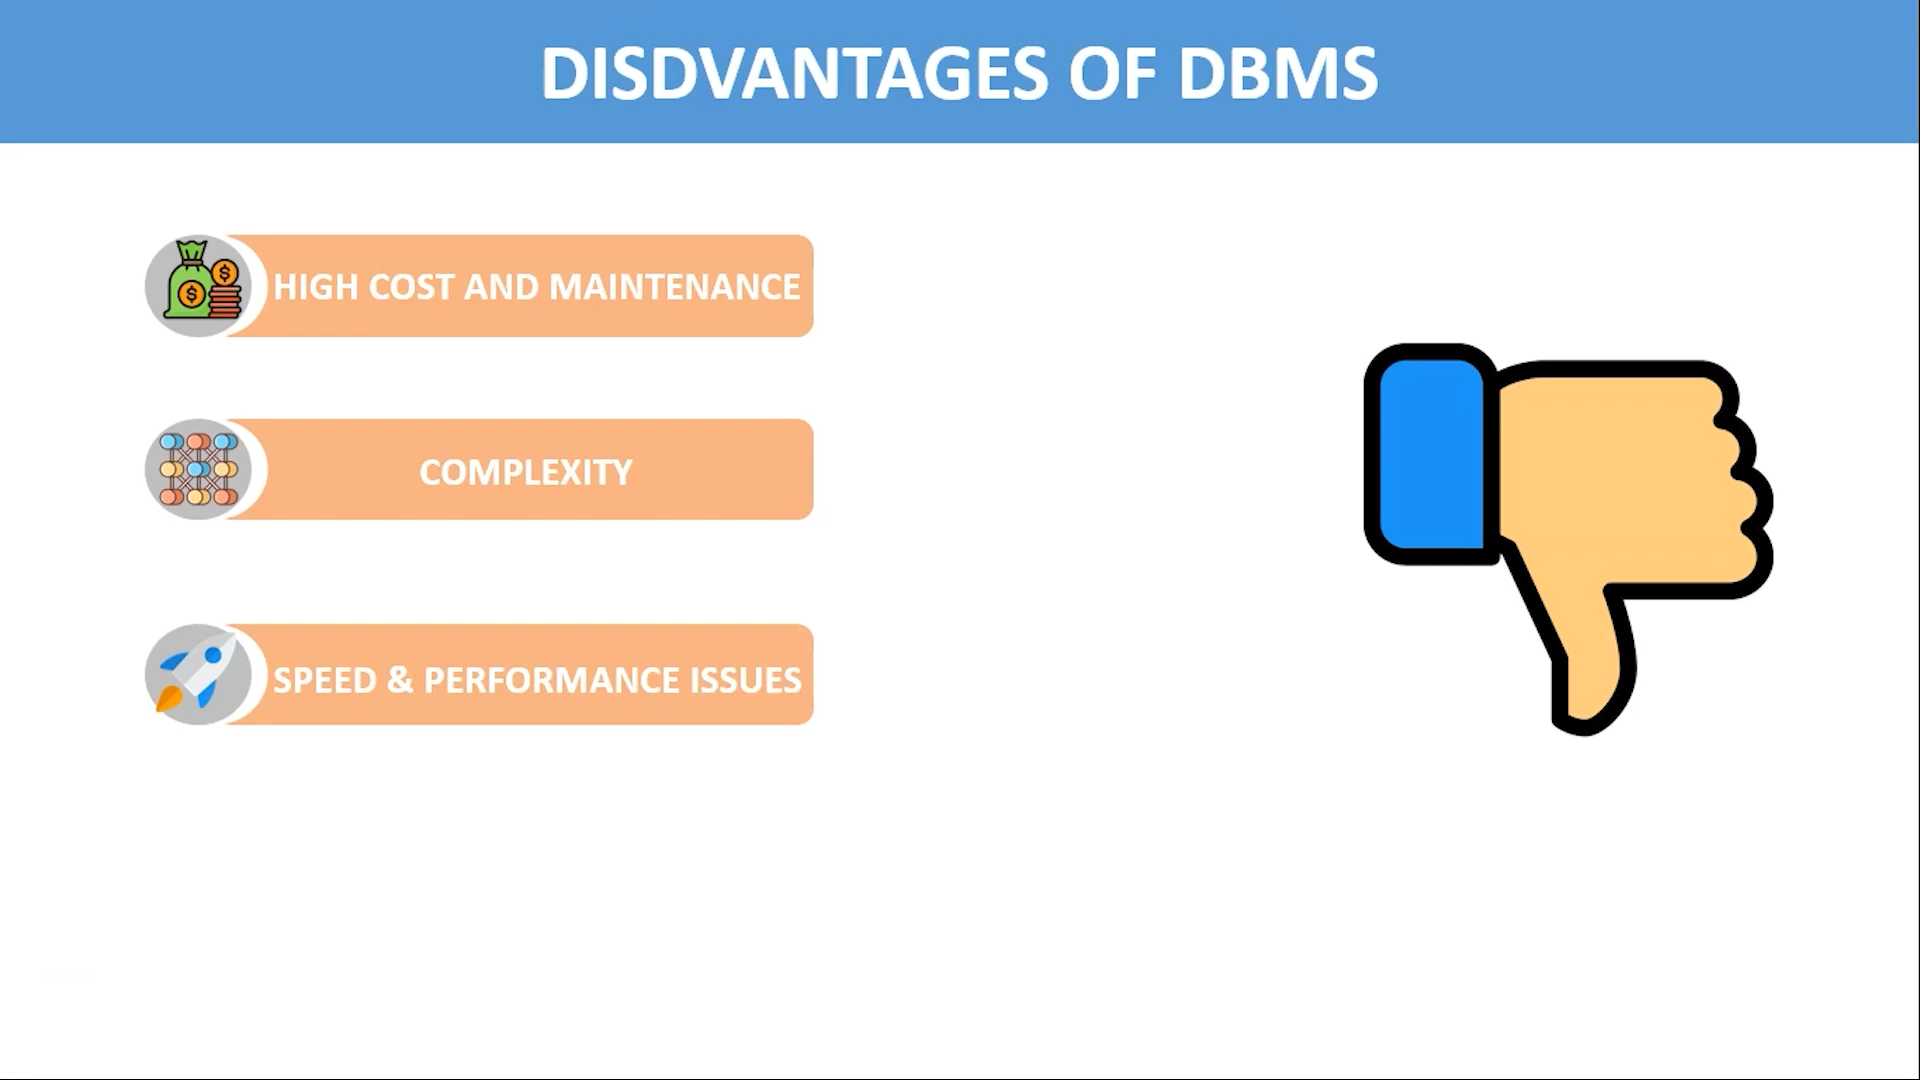 DISDVANTAGES OF DBMS
HIGH COST AND MAINTENANCE
COMPLEXITY
SPEED & PERFORMANCE ISSUES